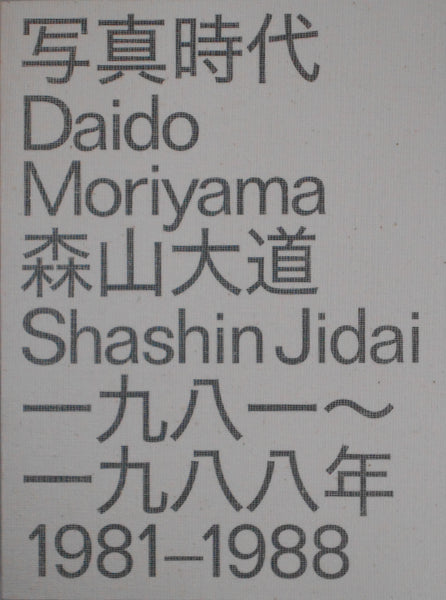 写真時代
Daido
Moriyama
森山大道
Shashin Jidai
一九八一〜
一九八八年
1981–1988